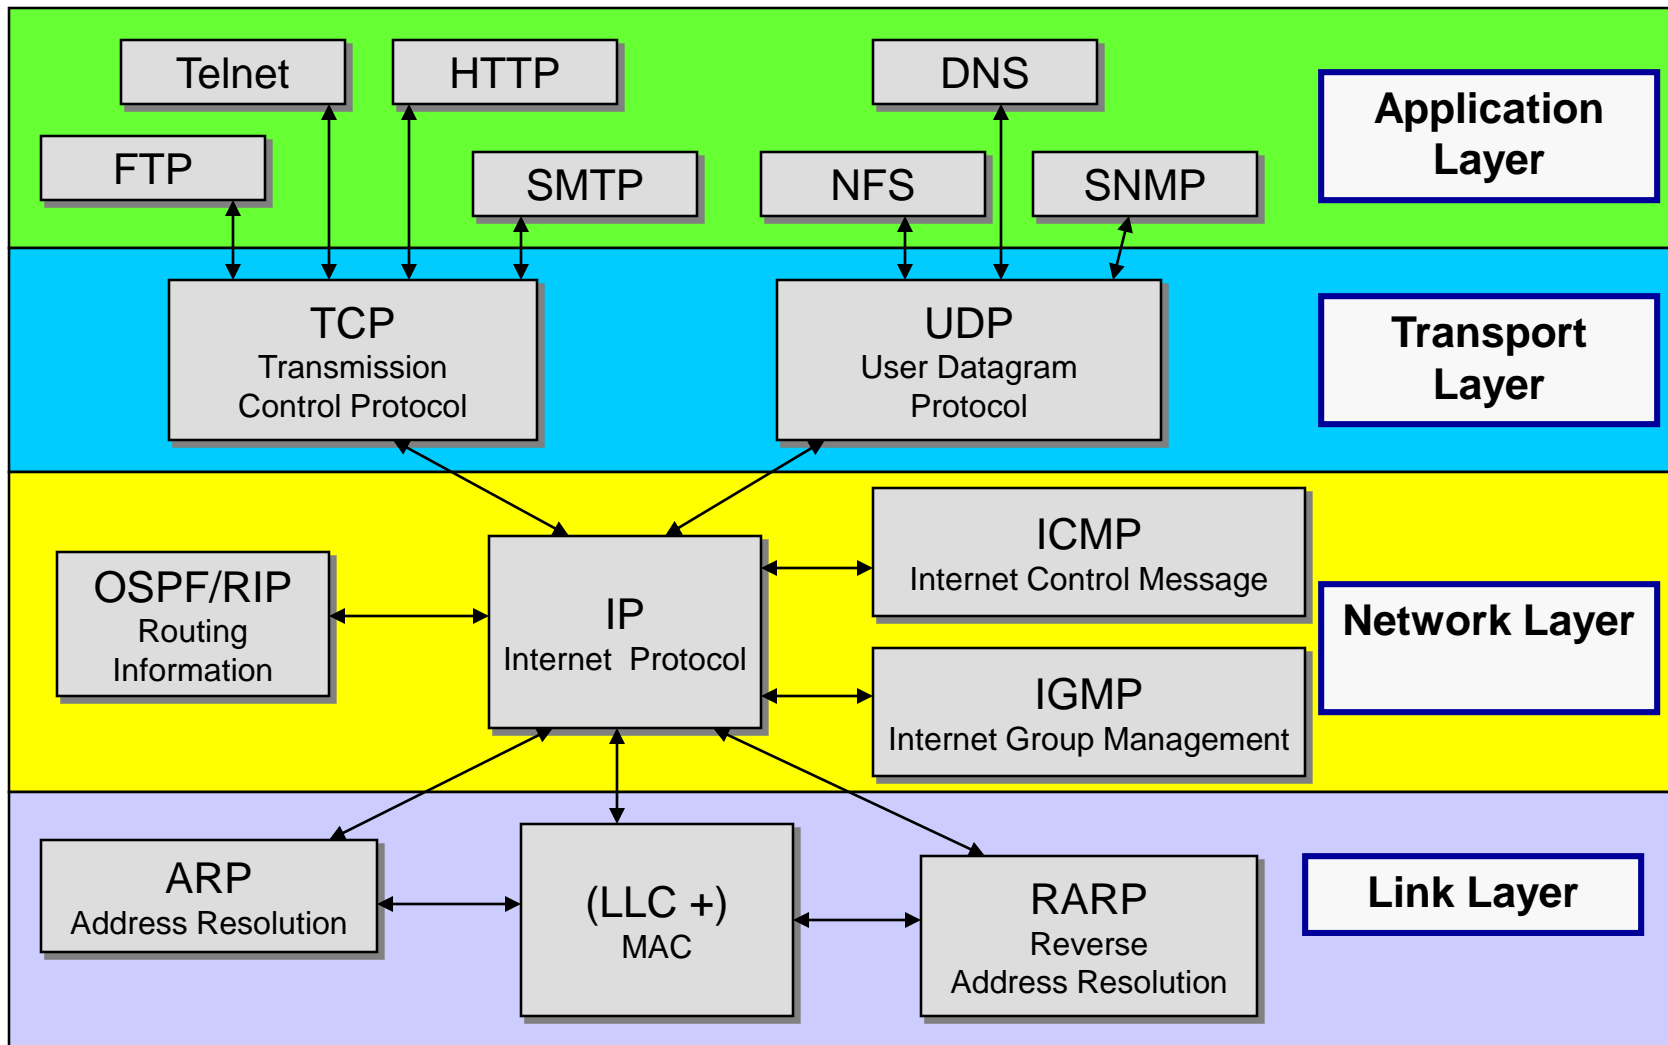 Telnet
HTTP
DNS
FTP
SMTP
NFS
SNMP
Application
Layer
TCP
Transmission
Control Protocol
UDP
User Datagram
Protocol
Transport
Layer
OSPF/RIP
Routing
Information
IP
Internet Protocol
ICMP
Internet Control Message
IGMP
Internet Group Management
Network Layer
ARP
Address Resolution
(LLC +)
MAC
RARP
Reverse
Address Resolution
Link Layer